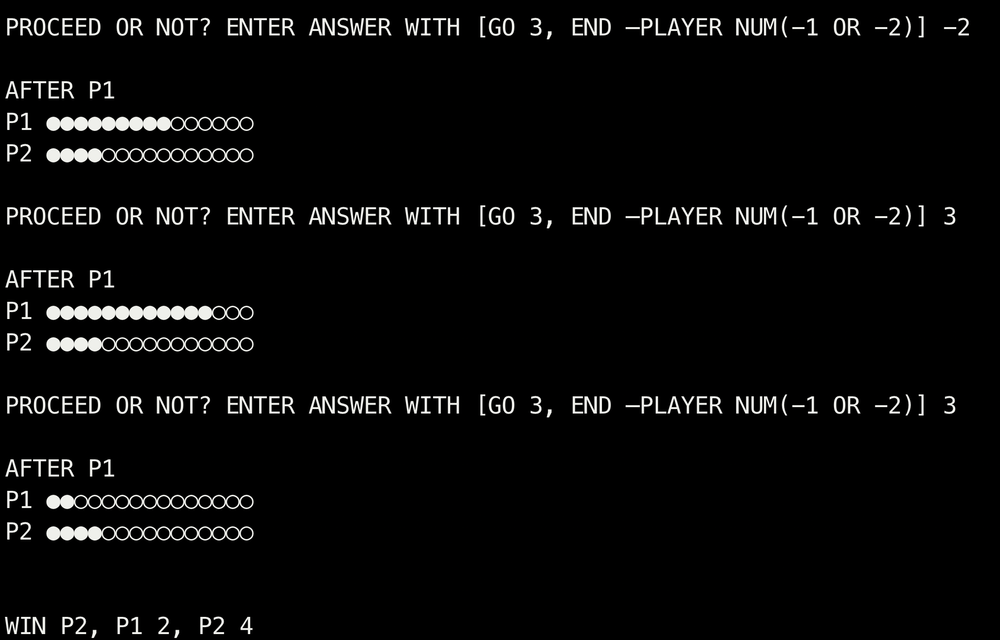 PROCEED OR NOT? ENTER ANSWER WITH [GO 3, END –PLAYER NUM(−1 OR −2)] −2
AFTER P1
P1 ●●●●●●●●●○○○○○○
P2 ●●●●○○○○○○○○○○○
PROCEED OR NOT? ENTER ANSWER WITH [GO 3, END –PLAYER NUM(−1 OR −2)] 3
AFTER P1
P1 ●●●●●●●●●●●●○○○
P2 ●●●●○○○○○○○○○○○
PROCEED OR NOT? ENTER ANSWER WITH [GO 3, END –PLAYER NUM(−1 OR −2)] 3
AFTER P1
P1 ●●○○○○○○○○○○○○○
P2 ●●●●○○○○○○○○○○○
WIN P2, P1 2, P2 4